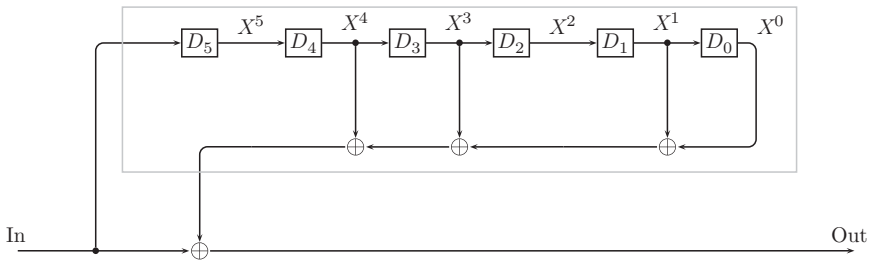 X⁵ X⁴ X³ X² X¹ X⁰
D₅ D₄ D₃ D₂ D₁ D₀
In Out